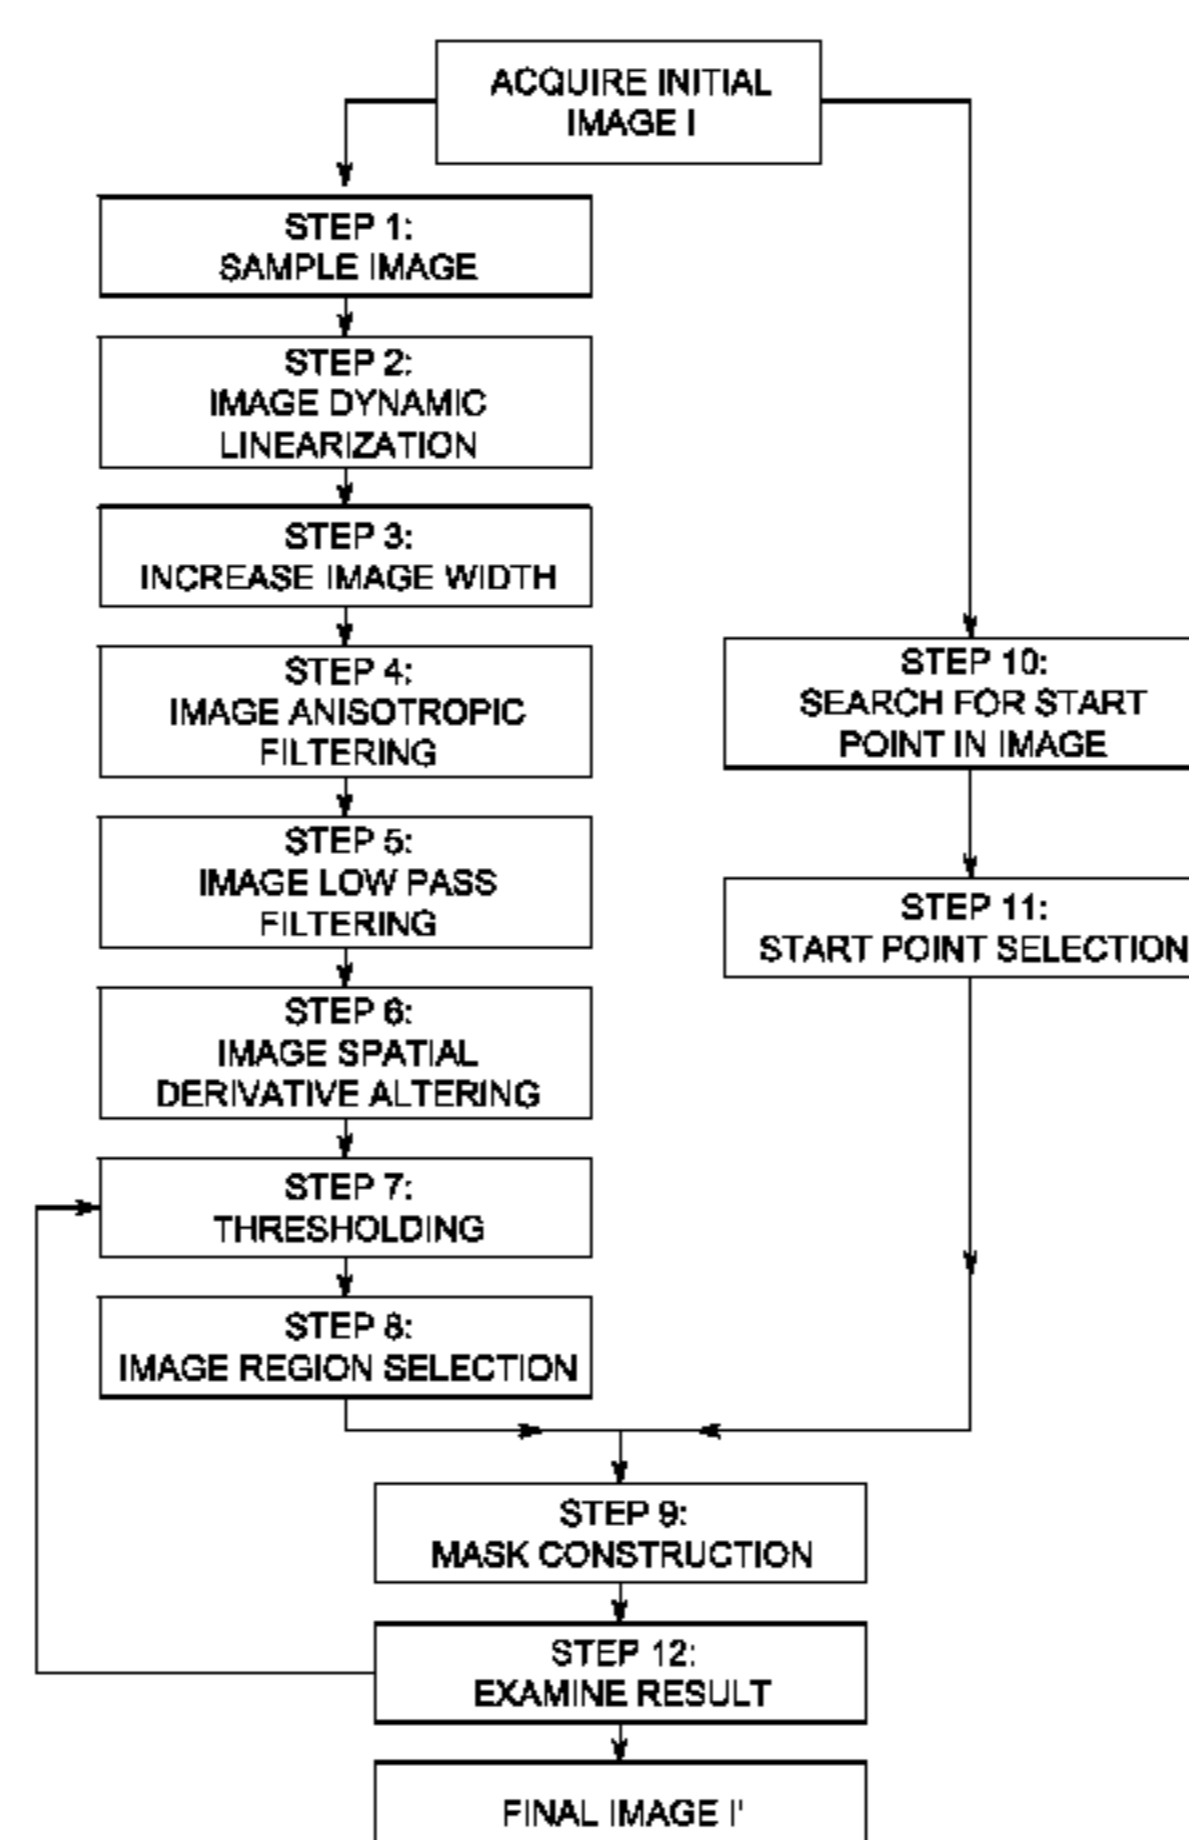 ACQUIRE INITIAL
IMAGE I
STEP 1:
SAMPLE IMAGE
STEP 2:
IMAGE DYNAMIC
LINEARIZATION
STEP 3:
INCREASE IMAGE WIDTH
STEP 4:
IMAGE ANISOTROPIC
FILTERING
STEP 5:
IMAGE LOW PASS
FILTERING
STEP 6:
IMAGE SPATIAL
DERIVATIVE ALTERING
STEP 7:
THRESHOLDING
STEP 8:
IMAGE REGION SELECTION
STEP 10:
SEARCH FOR START
POINT IN IMAGE
STEP 11:
START POINT SELECTION
STEP 9:
MASK CONSTRUCTION
STEP 12:
EXAMINE RESULT
FINAL IMAGE I'